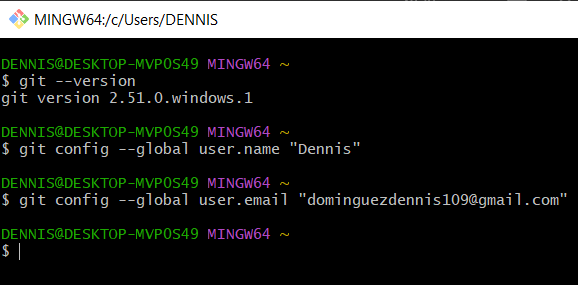 MINGW64:/c/Users/DENNIS
DENNIS@DESKTOP-MVPOS49 MINGW64 ~
$ git --version
git version 2.51.0.windows.1
DENNIS@DESKTOP-MVPOS49 MINGW64 ~
$ git config --global user.name "Dennis"
DENNIS@DESKTOP-MVPOS49 MINGW64 ~
$ git config --global user.email "dominguezdennis109@gmail.com"
DENNIS@DESKTOP-MVPOS49 MINGW64 ~
$